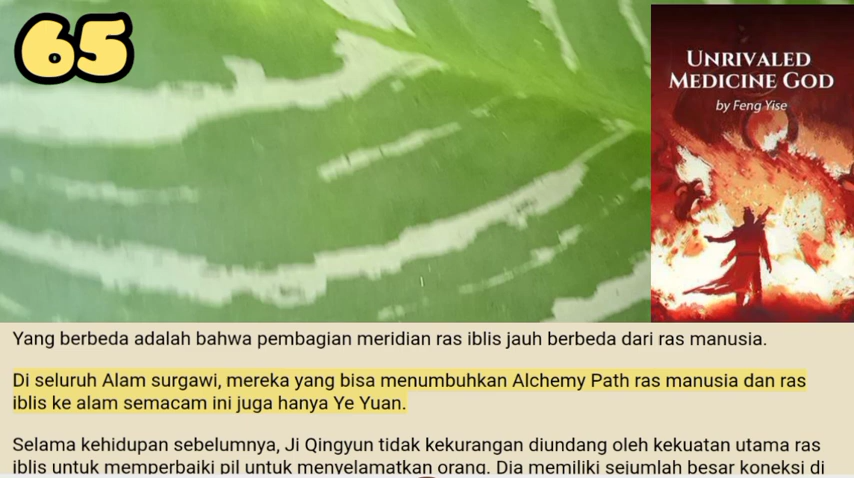 65
UNRIVALED
MEDICINE GOD
by Feng Yise
Yang berbeda adalah bahwa pembagian meridian ras iblis jauh berbeda dari ras manusia.
Di seluruh Alam surgawi, mereka yang bisa menumbuhkan Alchemy Path ras manusia dan ras
iblis ke alam semacam ini juga hanya Ye Yuan.
Selama kehidupan sebelumnya, Ji Qingyun tidak kekurangan diundang oleh kekuatan utama ras
iblis untuk memperbaiki pil untuk menyelamatkan orang. Dia memiliki sejumlah besar koneksi di